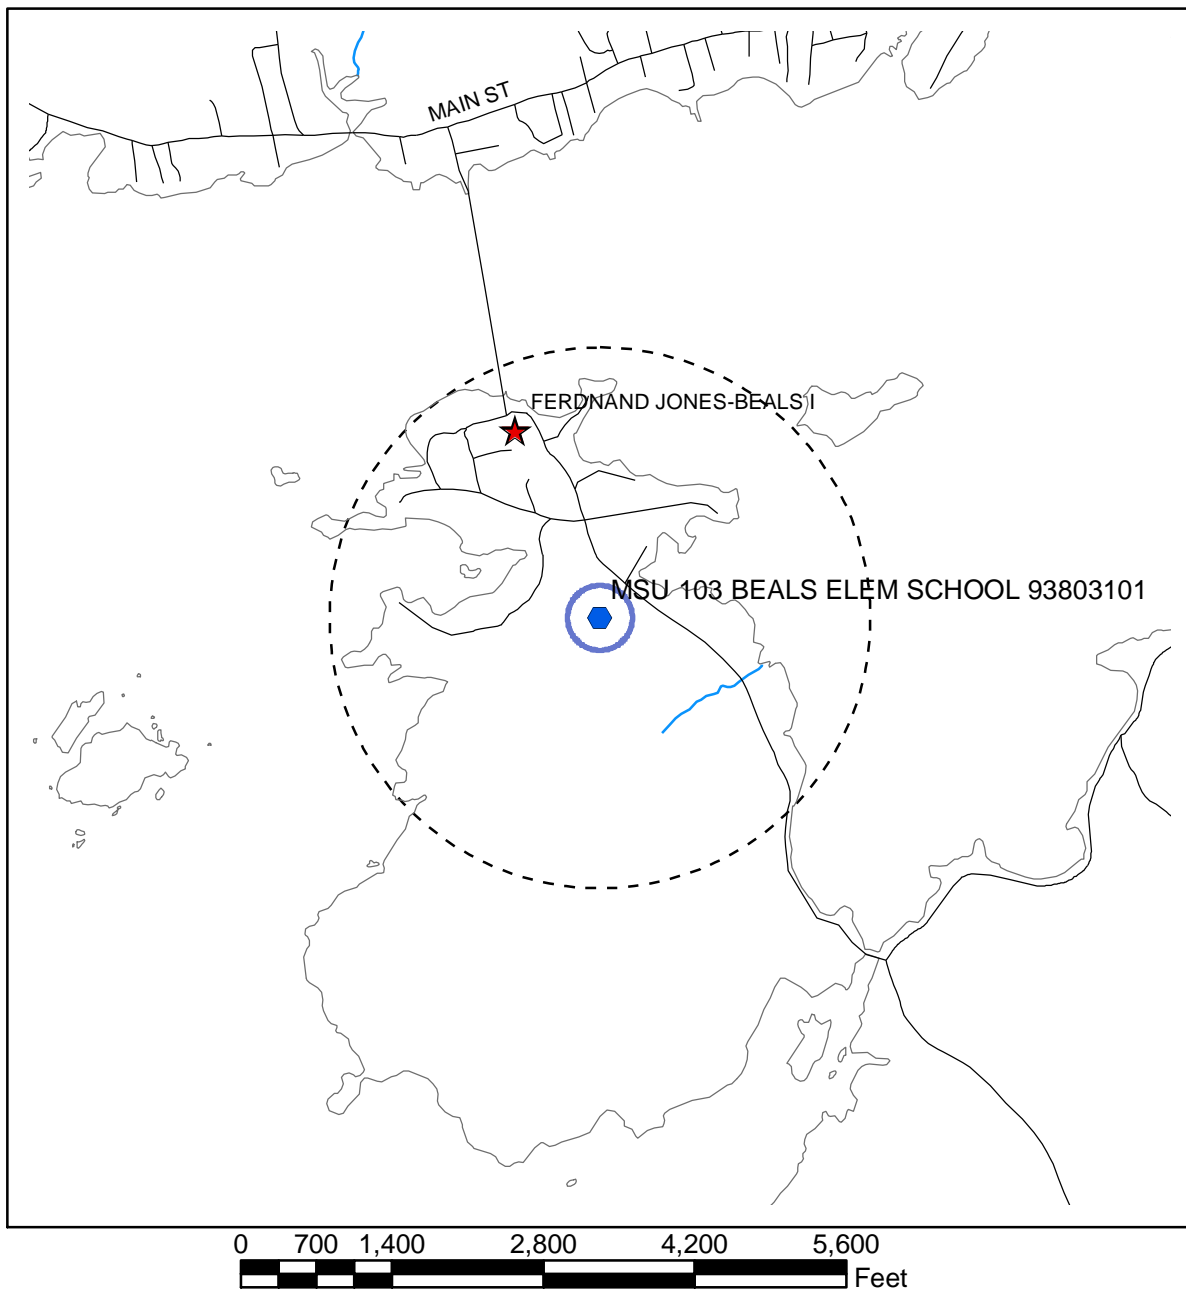 MAIN ST
FERDNAND JONES-BEALS I
MSU 103 BEALS ELEM SCHOOL 93803101
0 700 1,400 2,800 4,200 5,600
Feet